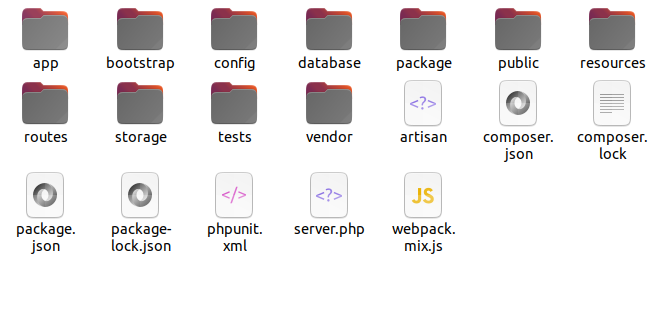 app
bootstrap
config
database
package
public
resources
routes
storage
tests
vendor
<?>
artisan
composer.
json
composer.
lock
package.
json
package-
lock.json
</>
phpunit.
xml
<?>
server.php
JS
webpack.
mix.js